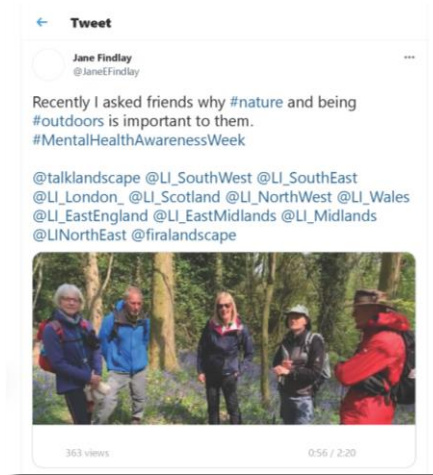 Tweet
Jane Findlay
@JaneEFindlay
Recently I asked friends why #nature and being
#outdoors is important to them.
#MentalHealthAwarenessWeek
@talklandscape @LI_SouthWest @LI_SouthEast
@LI_London_ @LI_Scotland @LI_NorthWest @LI_Wales
@LI_EastEngland @LI_EastMidlands @LI_Midlands
@LINorthEast @firalandscape
363 views
0:56 / 2:20